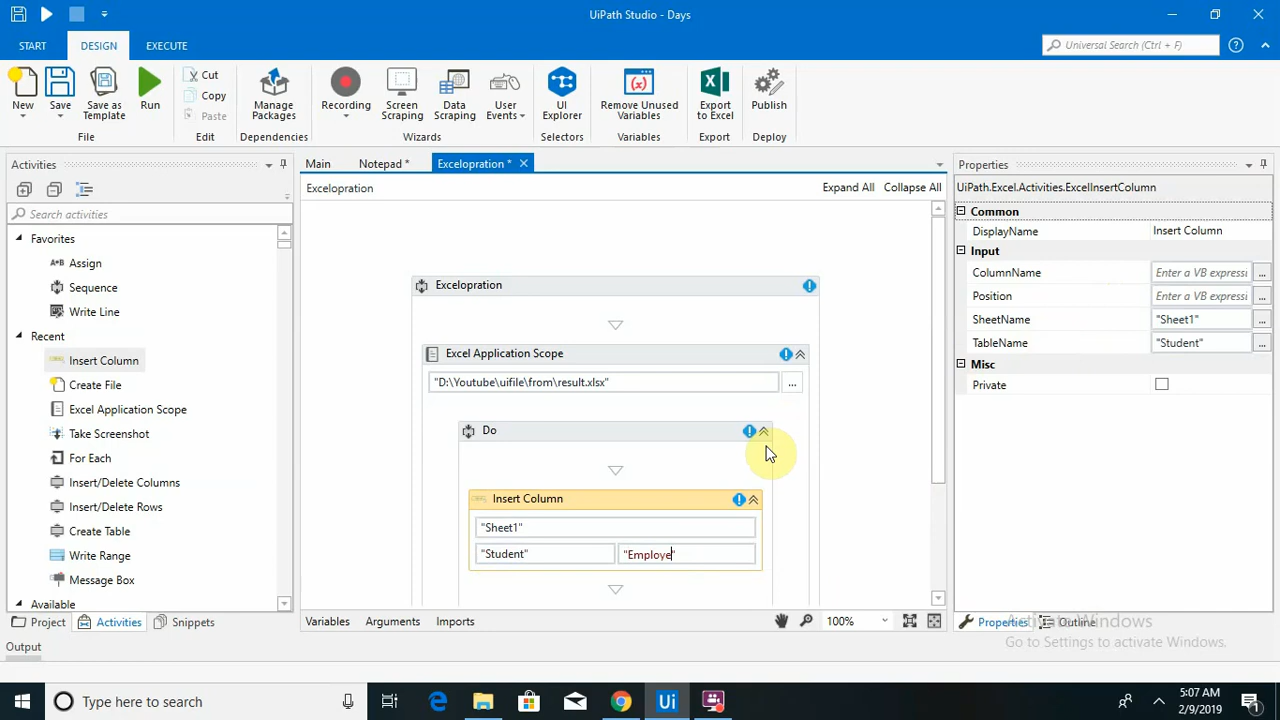 UiPath Studio - Days
START
DESIGN
EXECUTE
Universal Search (Ctrl + F)
New
Save
Save as
Template
Run
Cut
Copy
Paste
Manage
Packages
Recording
Screen
Scraping
Data
Scraping
User
Events
UI
Explorer
Remove Unused
Variables
Export
to Excel
Publish
File
Edit
Dependencies
Wizards
Selectors
Variables
Export
Deploy
Activities
Search activities
Favorites
Assign
Sequence
Write Line
Recent
Insert Column
Create File
Excel Application Scope
Take Screenshot
For Each
Insert/Delete Columns
Insert/Delete Rows
Create Table
Write Range
Message Box
Available
Project
Activities
Snippets
Output
Main
Notepad *
Excelopration *
Excelopration
Expand All
Collapse All
Excelopration
Excel Application Scope
"D:\Youtube\uifile\from\result.xlsx"
...
Do
Insert Column
"Sheet1"
"Student"
"Employe"
Variables
Arguments
Imports
100%
Properties
UiPath.Excel.Activities.ExcelInsertColumn
Common
DisplayName
Insert Column
Input
ColumnName
Enter a VB expressi
...
Position
Enter a VB expressi
...
SheetName
"Sheet1"
...
TableName
"Student"
...
Misc
Private
Properties
Outline
Activate Windows
Go to Settings to activate Windows.
Type here to search
Ui
5:07 AM
2/9/2019
1